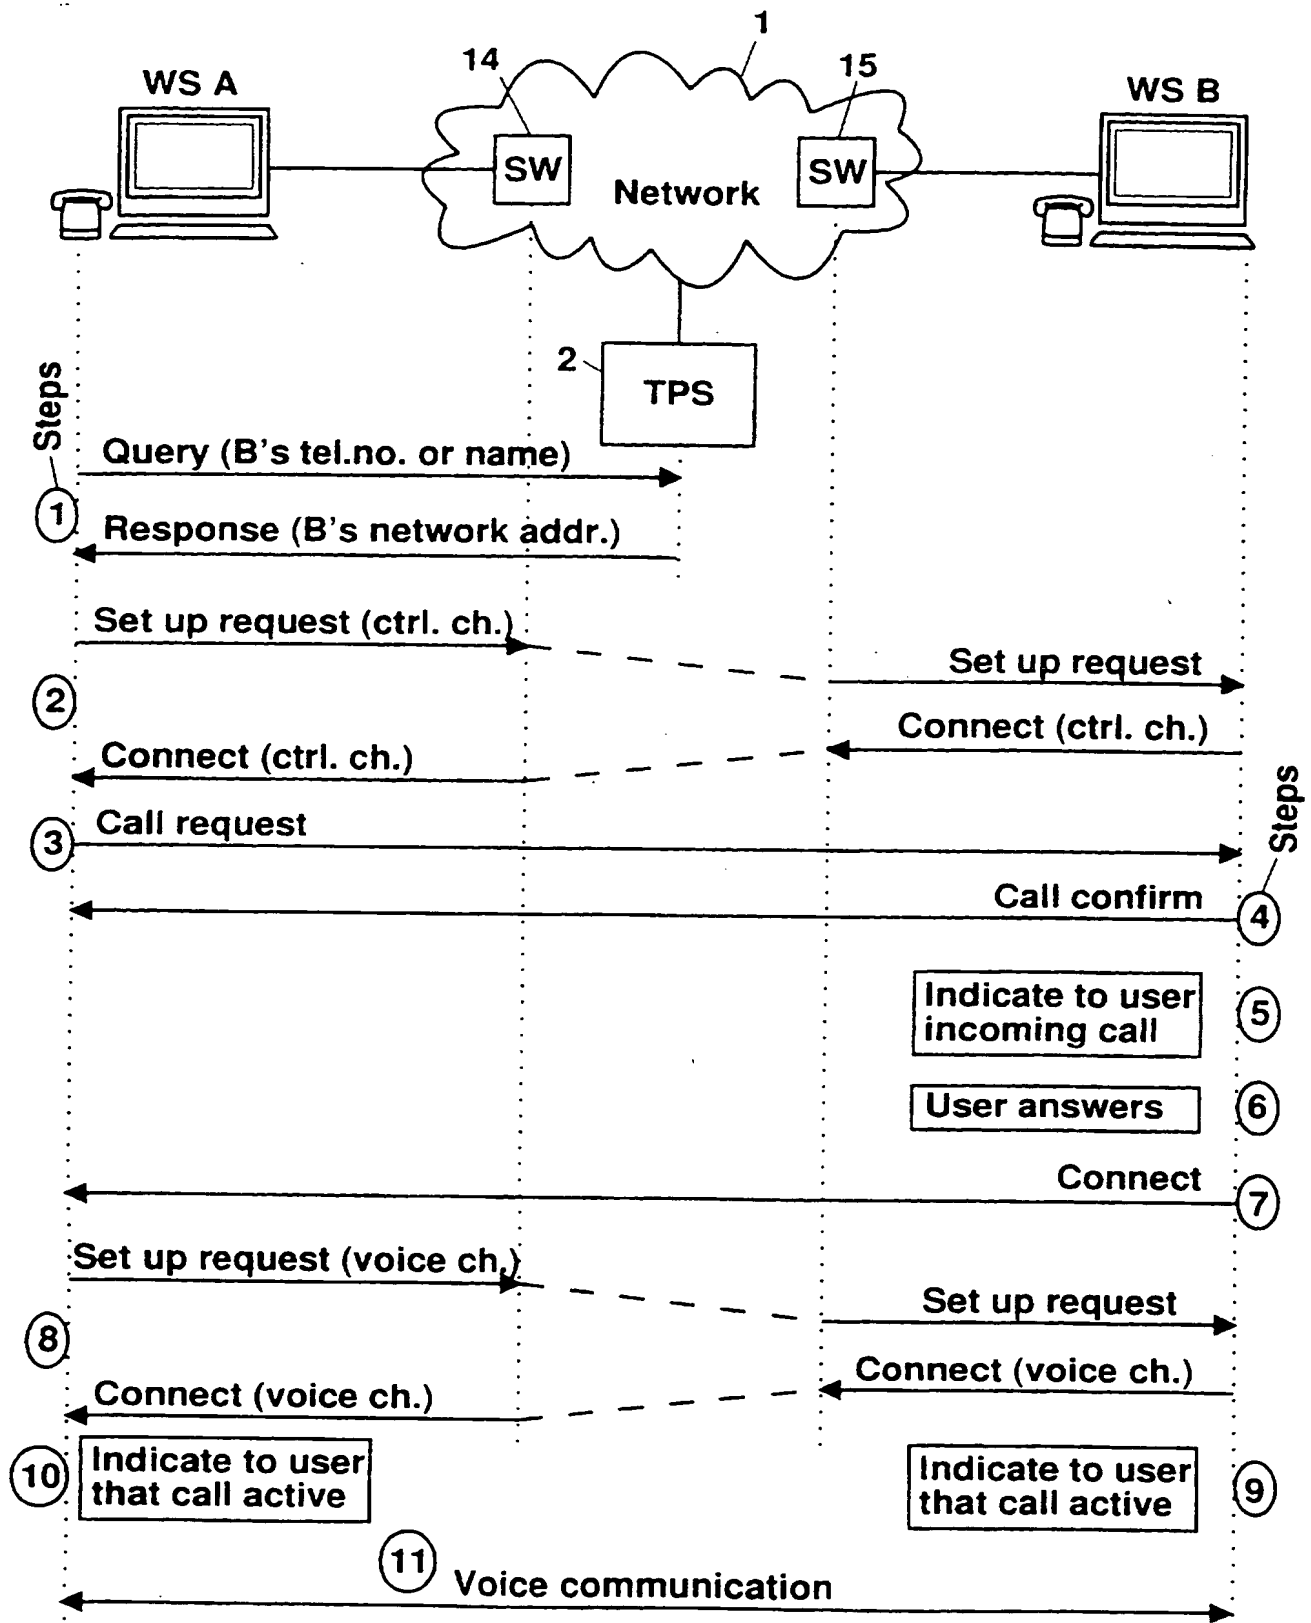 1
14
15
WS A
WS B
SW
SW
Network
2
TPS
Steps
Query (B's tel.no. or name)
1
Response (B's network addr.)
Set up request (ctrl. ch.)
Set up request
2
Connect (ctrl. ch.)
Connect (ctrl. ch.)
Steps
3
Call request
Call confirm
4
Indicate to user
incoming call
5
User answers
6
Connect
7
Set up request (voice ch.)
Set up request
8
Connect (voice ch.)
Connect (voice ch.)
10
Indicate to user
that call active
Indicate to user
that call active
9
11
Voice communication